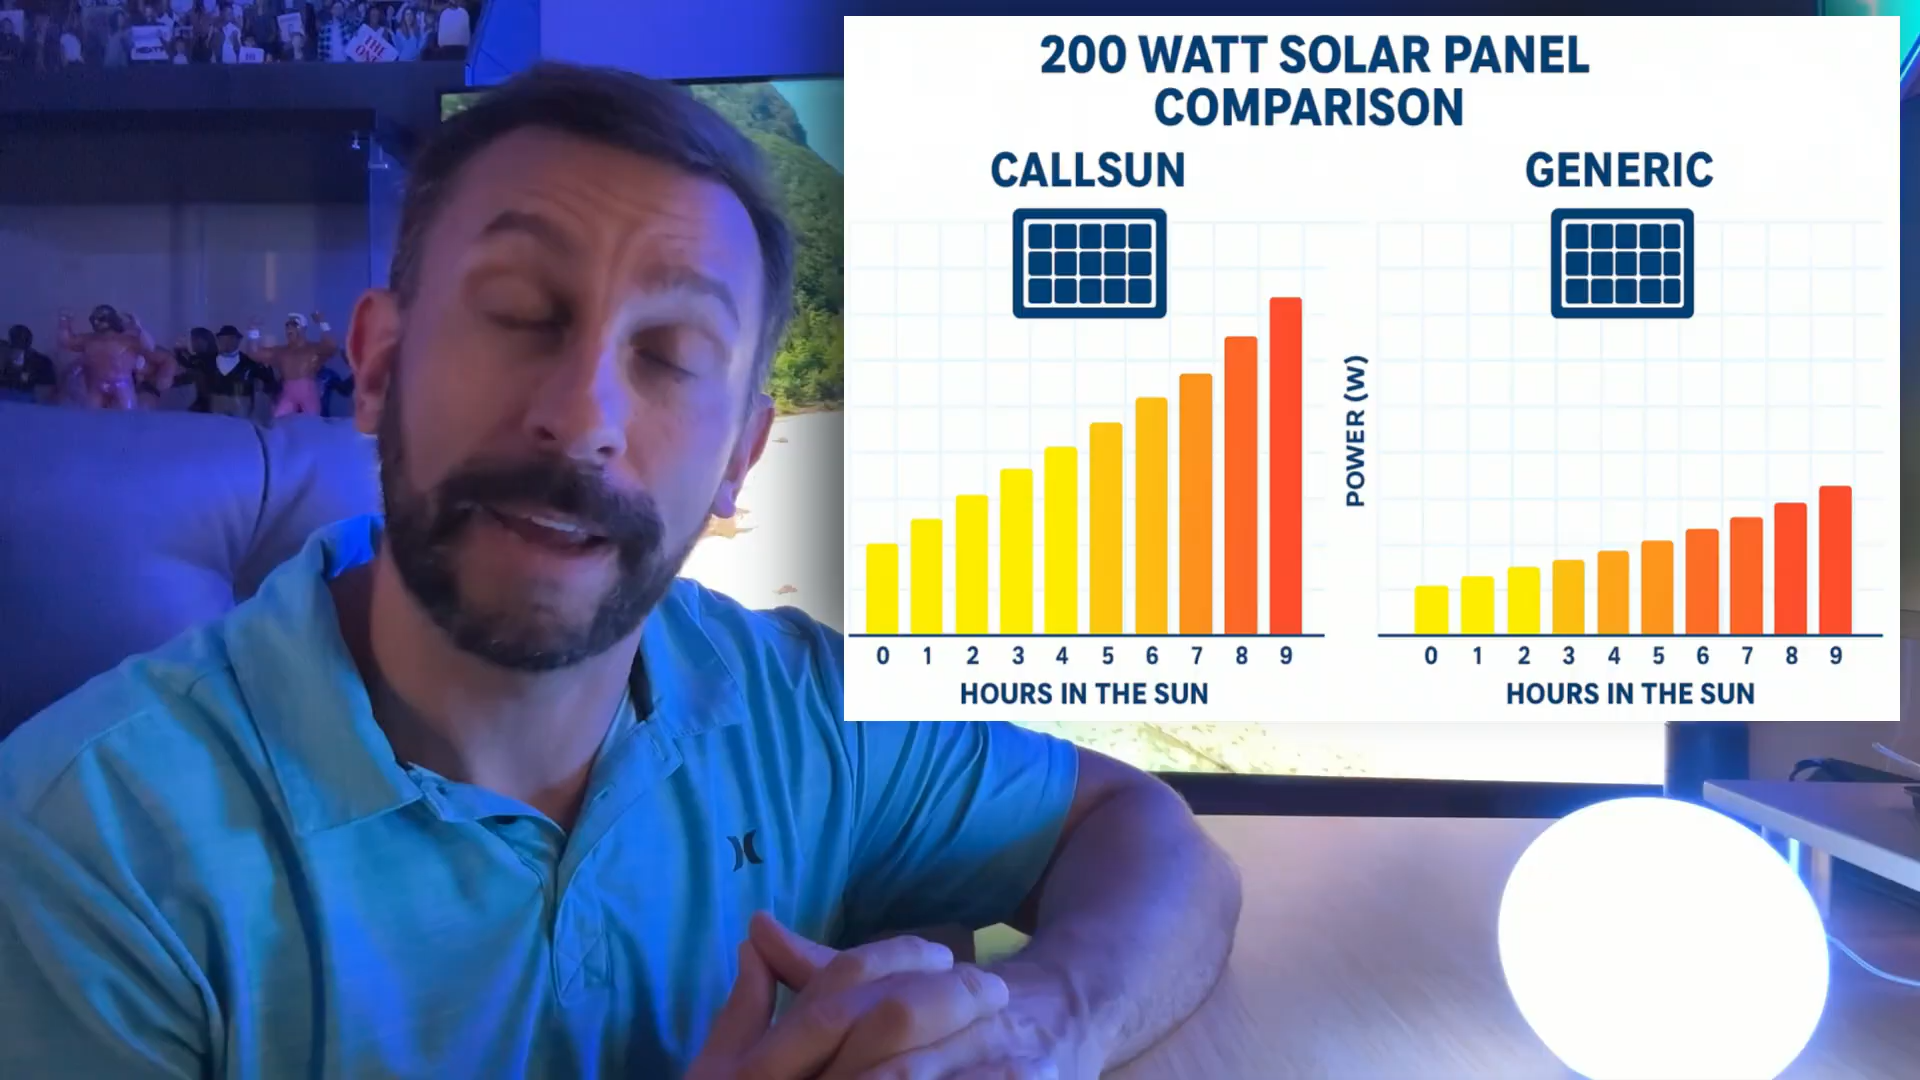 THE
200 WATT SOLAR PANEL
COMPARISON
CALLSUN
GENERIC
POWER (W)
0 1 2 3 4 5 6 7 8 9
0 1 2 3 4 5 6 7 8 9
HOURS IN THE SUN
HOURS IN THE SUN